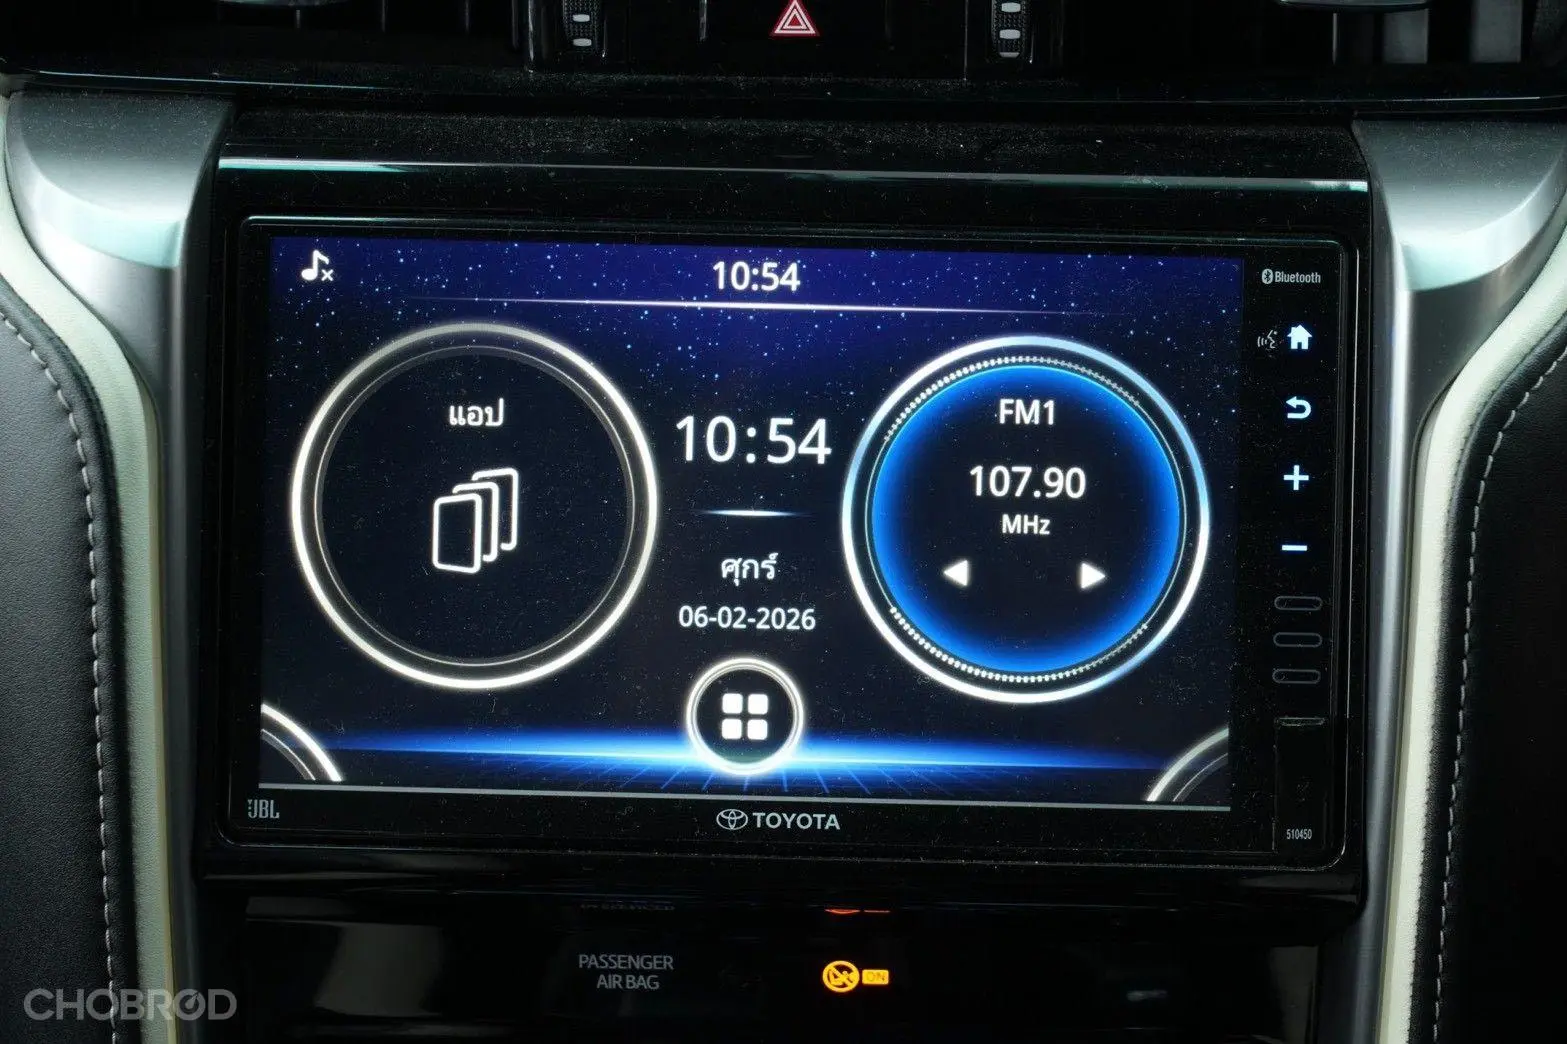 10:54
Bluetooth
แอป
10:54
ศุกร์
06-02-2026
FM1
107.90
MHz
JBL
TOYOTA
510450
PASSENGER
AIR BAG
ON
CHOBROD